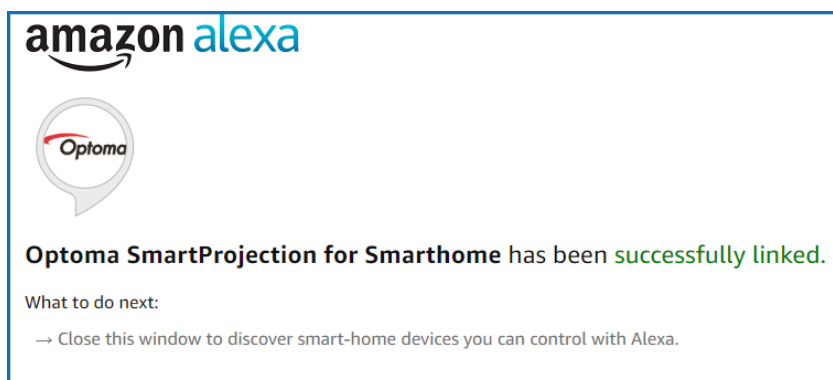 amazon alexa
Optoma
Optoma SmartProjection for Smarthome has been successfully linked.
What to do next:
→ Close this window to discover smart-home devices you can control with Alexa.